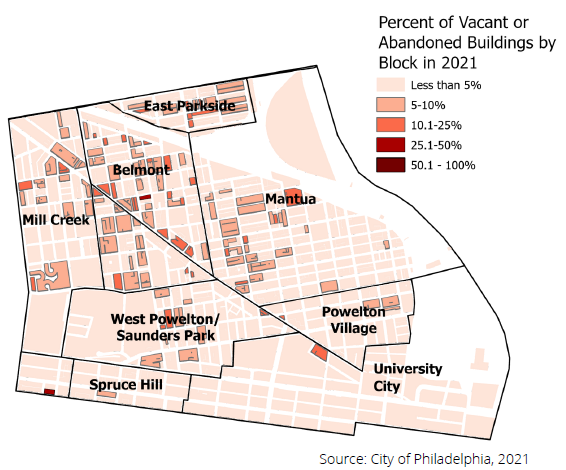 Percent of Vacant or
Abandoned Buildings by
Block in 2021
Less than 5%
5-10%
10.1-25%
25.1-50%
50.1 - 100%
East Parkside
Belmont
Mantua
Mill Creek
West Powelton/
Saunders Park
Powelton
Village
University
City
Spruce Hill
Source: City of Philadelphia, 2021